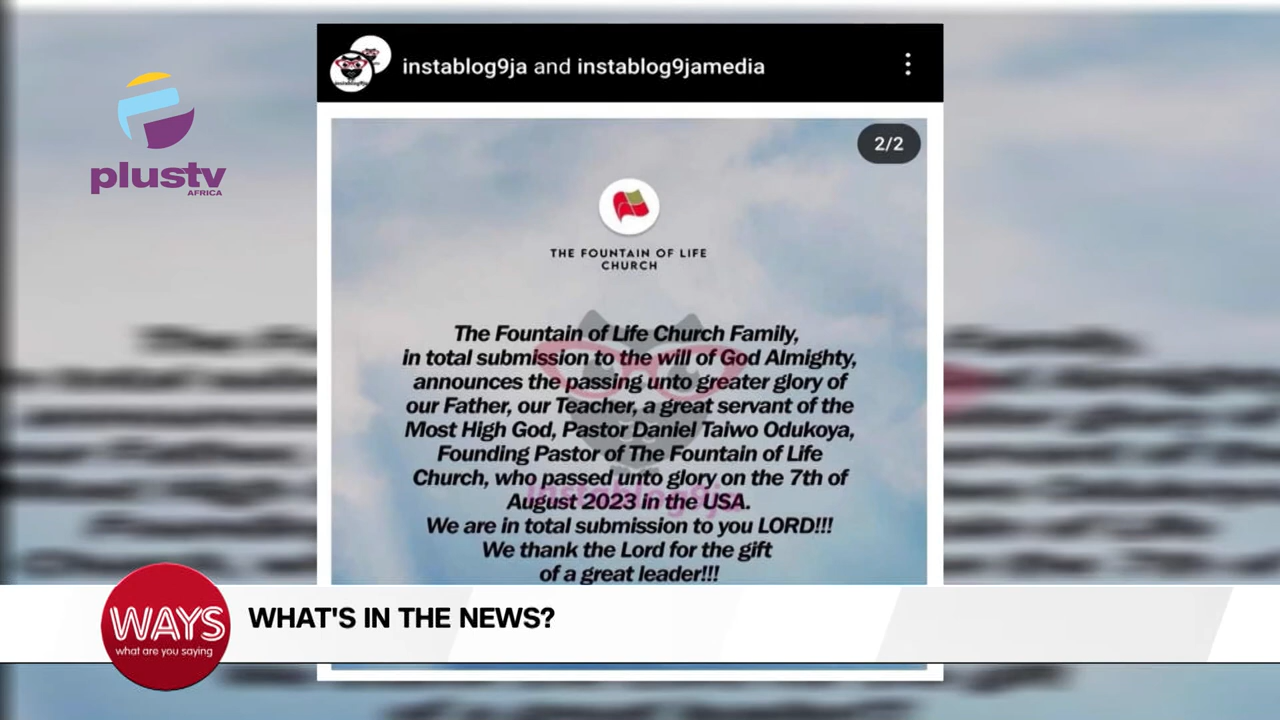 instablog9ja and instablog9jamedia
plustv
AFRICA
2/2
THE FOUNTAIN OF LIFE
CHURCH
The Fountain of Life Church Family,
in total submission to the will of God Almighty,
announces the passing unto greater glory of
our Father, our Teacher, a great servant of the
Most High God, Pastor Daniel Taiwo Odukoya,
Founding Pastor of The Fountain of Life
Church, who passed unto glory on the 7th of
August 2023 in the USA.
We are in total submission to you LORD!!!
We thank the Lord for the gift
of a great leader!!!
instablog9ja
WAYS
what are you saying
WHAT'S IN THE NEWS?